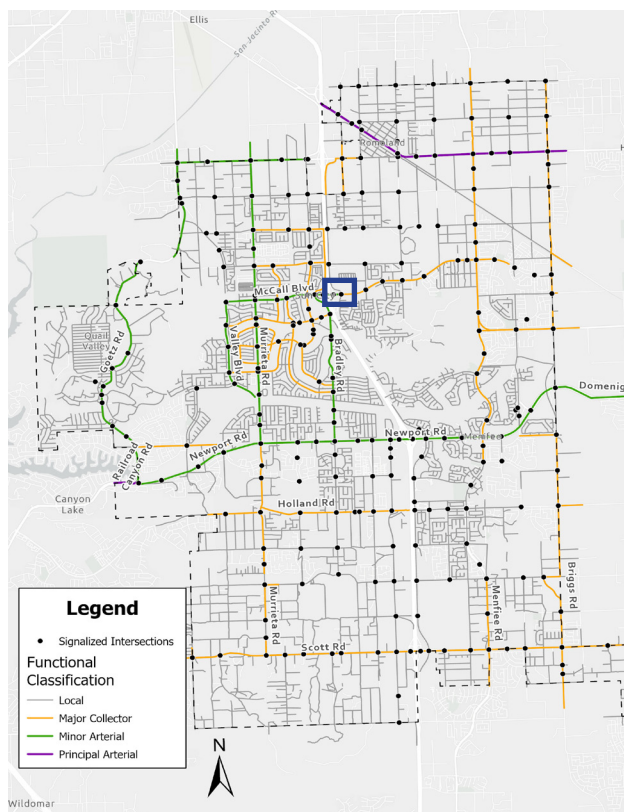 Ellis
San Jacinto Ri
Romoland
H
McCall Blvd
Quail
Valley
Goetz Rd
Valley Blvd
Murrieta Rd
Bradley Rd
Domenig
Newport Rd
Menifee
Newport Rd
Railroad
Canyon Rd
Canyon
Lake
Holland Rd
Murrieta Rd
Menfiee Rd
Briggs Rd
Scott Rd
Legend
Signalized Intersections
Functional
Classification
Local
Major Collector
Minor Arterial
Principal Arterial
N
Wildomar